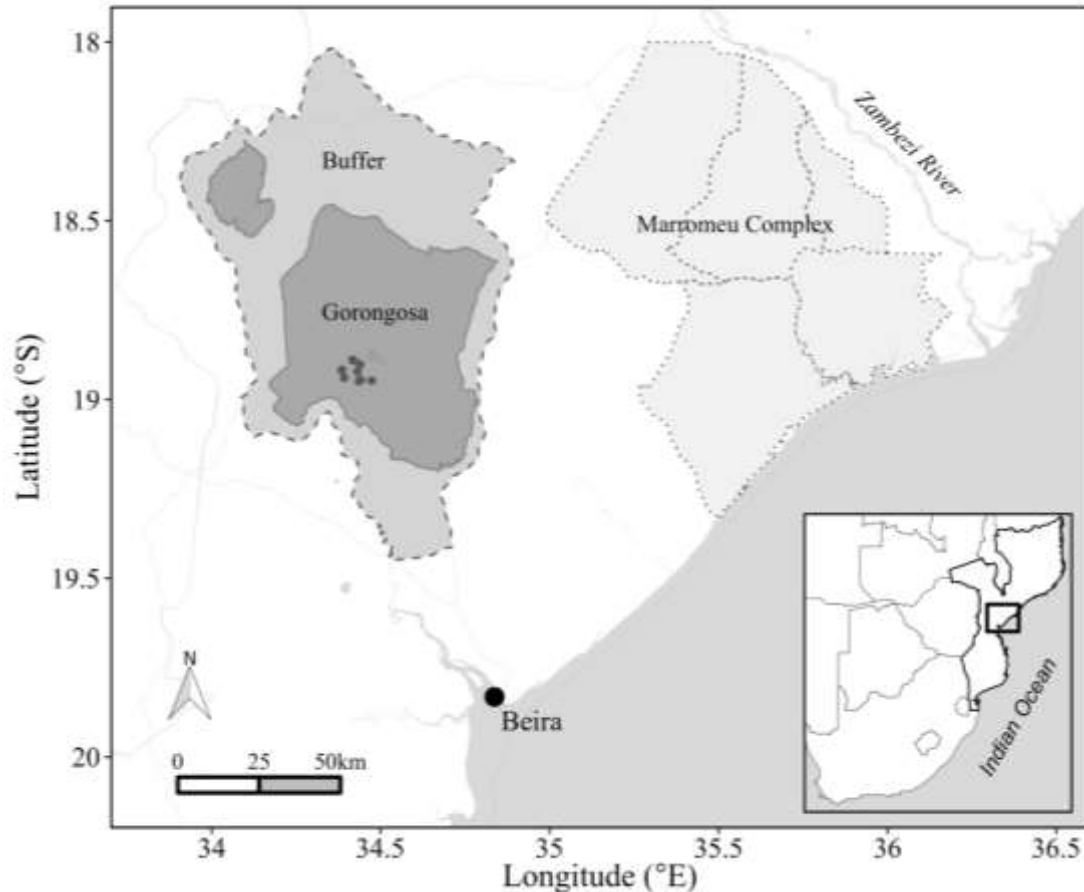 18
18.5
19
19.5
20
Latitude (°S)
Buffer
Gorongosa
Marromeu Complex
Zambezi River
Beira
N
0 25 50km
Indian Ocean
34 34.5 35 35.5 36 36.5
Longitude (°E)